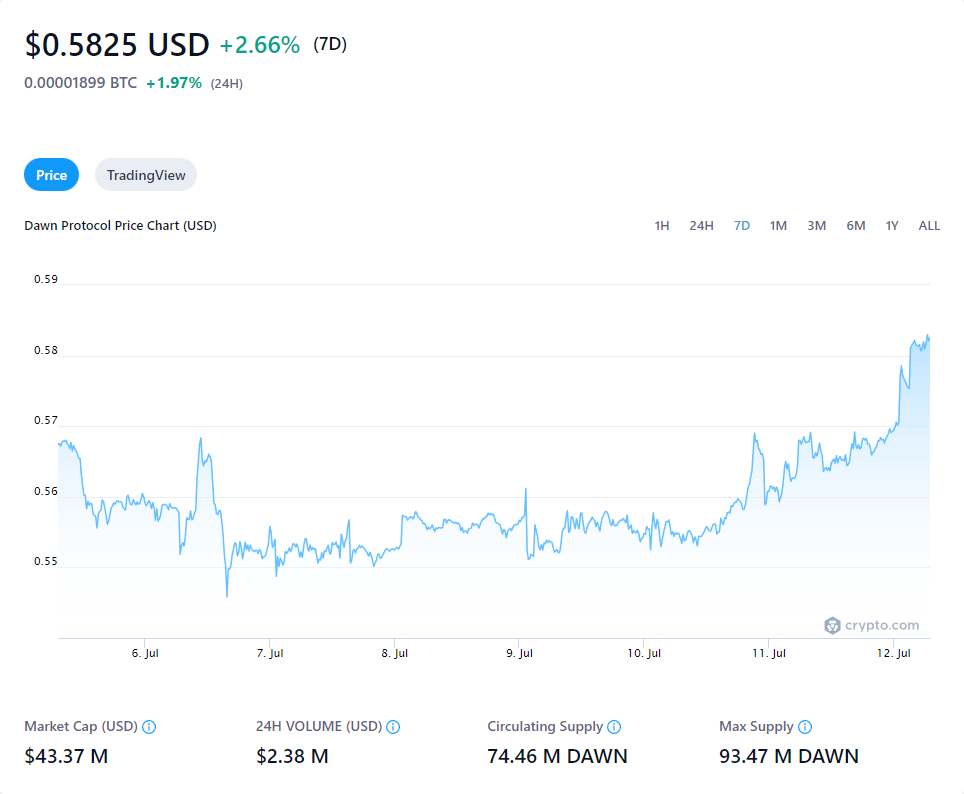 $0.5825 USD +2.66% (7D)
0.00001899 BTC +1.97% (24H)
Price TradingView
Dawn Protocol Price Chart (USD) 1H 24H 7D 1M 3M 6M 1Y ALL
0.59
0.58
0.57
0.56
0.55
crypto.com
6. Jul 7. Jul 8. Jul 9. Jul 10. Jul 11. Jul 12. Jul
Market Cap (USD) 24H VOLUME (USD) Circulating Supply Max Supply
$43.37 M $2.38 M 74.46 M DAWN 93.47 M DAWN